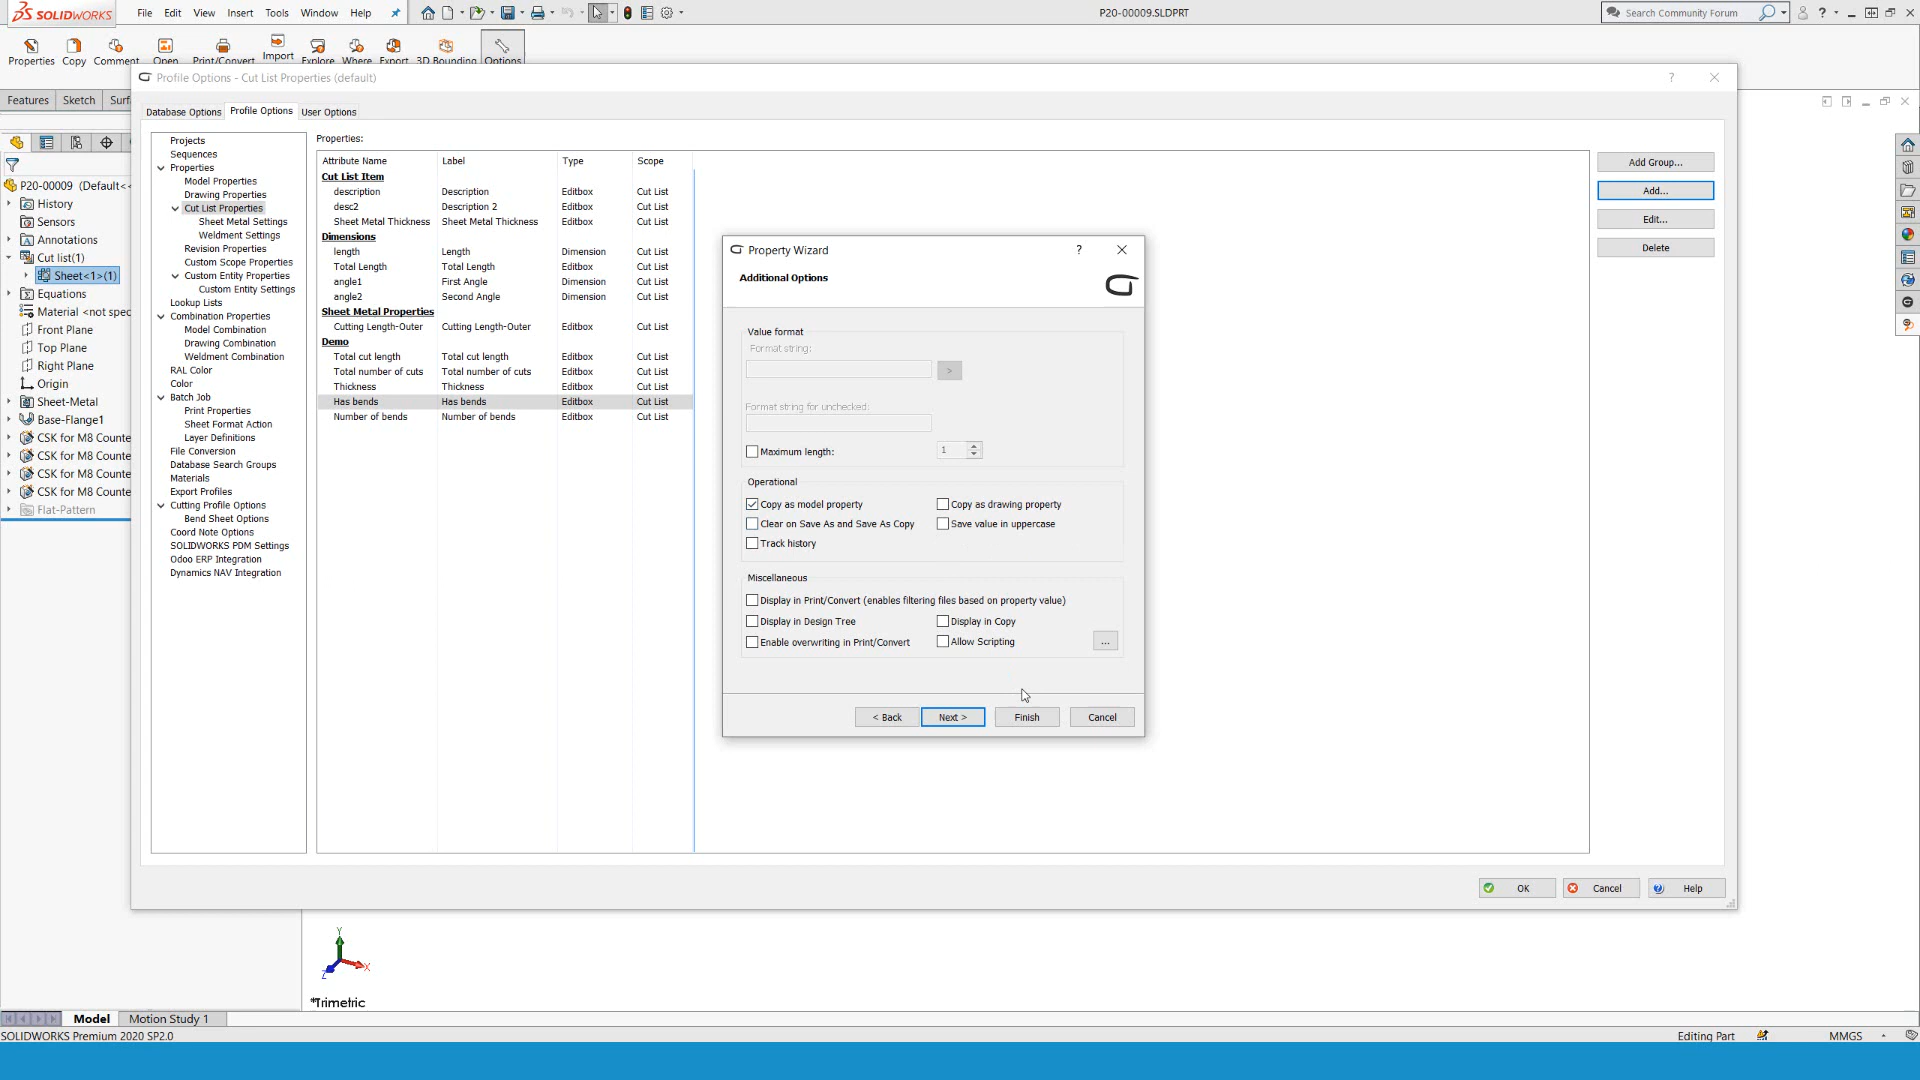 SOLIDWORKS
File Edit View Insert Tools Window Help
P20-00009.SLDPRT
Search Community Forum
Properties Copy Comment Open Print/Convert Import Explore Where Export 3D Bounding Options
Profile Options - Cut List Properties (default)
Features Sketch Surf
Database Options Profile Options User Options
P20-00009 (Default<<
History
Sensors
Annotations
Cut list(1)
Sheet<1>(1)
Equations
Material <not spec
Front Plane
Top Plane
Right Plane
Origin
Sheet-Metal
Base-Flange1
CSK for M8 Counte
CSK for M8 Counte
CSK for M8 Counte
CSK for M8 Counte
Flat-Pattern
Projects
Sequences
Properties
Model Properties
Drawing Properties
Cut List Properties
Sheet Metal Settings
Weldment Settings
Revision Properties
Custom Scope Properties
Custom Entity Properties
Custom Entity Settings
Lookup Lists
Combination Properties
Model Combination
Drawing Combination
Weldment Combination
RAL Color
Color
Batch Job
Print Properties
Sheet Format Action
Layer Definitions
File Conversion
Database Search Groups
Materials
Export Profiles
Cutting Profile Options
Bend Sheet Options
Coord Note Options
SOLIDWORKS PDM Settings
Odoo ERP Integration
Dynamics NAV Integration
Properties:
Attribute Name Label Type Scope
Cut List Item
description Description Editbox Cut List
desc2 Description 2 Editbox Cut List
Sheet Metal Thickness Sheet Metal Thickness Editbox Cut List
Dimensions
length Length Dimension Cut List
Total Length Total Length Dimension Cut List
angle1 First Angle Dimension Cut List
angle2 Second Angle Dimension Cut List
Sheet Metal Properties
Cutting Length-Outer Cutting Length-Outer Editbox Cut List
Demo
Total cut length Total cut length Editbox Cut List
Total number of cuts Total number of cuts Editbox Cut List
Thickness Thickness Editbox Cut List
Has bends Has bends Editbox Cut List
Number of bends Number of bends Editbox Cut List
Add Group...
Add...
Edit...
Delete
Property Wizard
Additional Options
Value format
Format string:
>
Format string for unchecked:
Maximum length: 1
Operational
Copy as model property Copy as drawing property
Clear on Save As and Save As Copy Save value in uppercase
Track history
Miscellaneous
Display in Print/Convert (enables filtering files based on property value)
Display in Design Tree Display in Copy
Enable overwriting in Print/Convert Allow Scripting ...
< Back Next > Finish Cancel
OK Cancel Help
Y
X
Z
*Trimetric
Model Motion Study 1
SOLIDWORKS Premium 2020 SP2.0
Editing Part MMGS